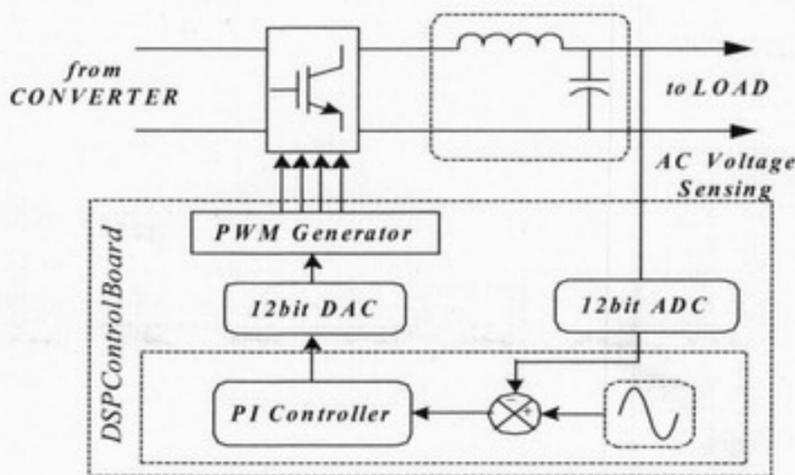 from
CONVERTER
to LOAD
AC Voltage
Sensing
PWM Generator
12bit DAC
12bit ADC
DSPControlBoard
PI Controller
−
+